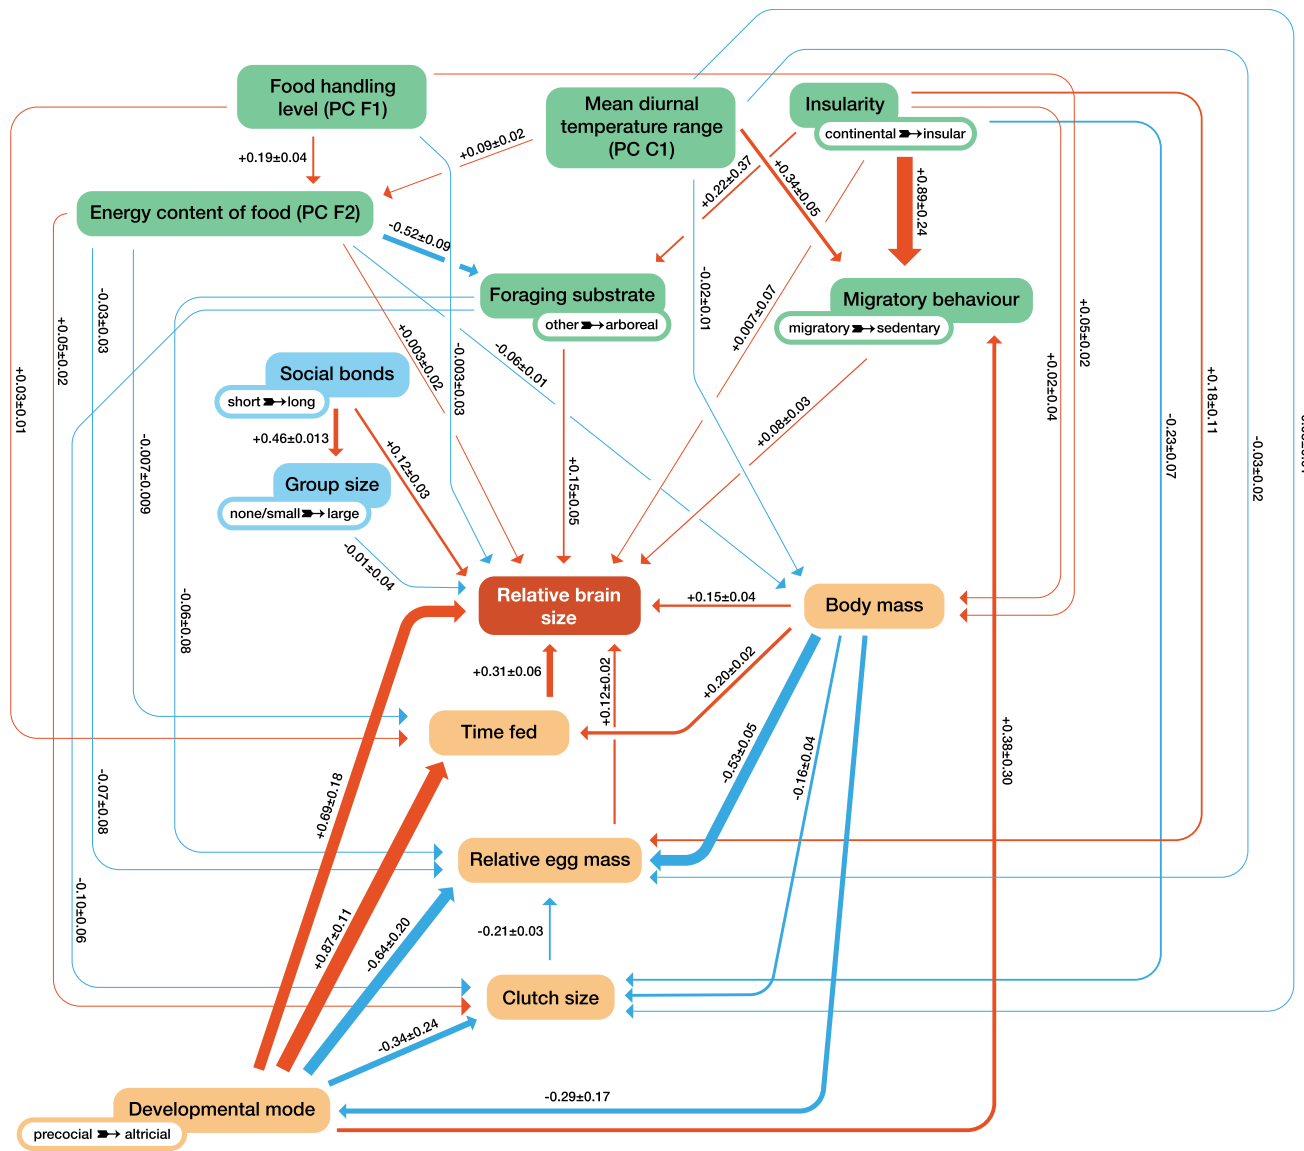 Food handling
level (PC F1)
Mean diurnal
temperature range
(PC C1)
Insularity
continental insular
+0.19±0.04
+0.09±0.02
+0.22±0.37
+0.34±0.05
+0.89±0.24
Energy content of food (PC F2)
-0.52±0.09
Foraging substrate
other arboreal
-0.02±0.01
+0.007±0.07
Migratory behaviour
migratory sedentary
-0.03±0.03
+0.05±0.02
+0.03±0.01
+0.003±0.02
-0.003±0.03
-0.06±0.01
+0.05±0.02
+0.02±0.04
+0.18±0.11
-0.23±0.07
-0.03±0.02
Social bonds
short long
+0.46±0.013
+0.12±0.03
+0.08±0.03
Group size
none/small large
-0.007±0.009
+0.15±0.05
-0.01±0.04
Relative brain
size
+0.15±0.04
Body mass
-0.06±0.08
+0.31±0.06
+0.12±0.02
+0.20±0.02
Time fed
-0.53±0.05
-0.16±0.04
+0.38±0.30
-0.07±0.08
+0.69±0.18
Relative egg mass
-0.10±0.06
+0.87±0.11
-0.64±0.20
-0.21±0.03
Clutch size
-0.34±0.24
-0.29±0.17
Developmental mode
precocial altricial